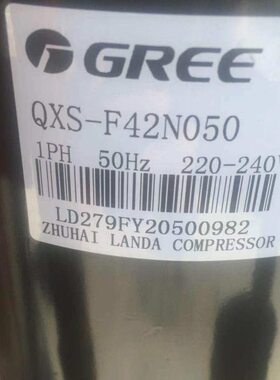 GREE
QXS-F42N050
1PH 50Hz 220-240V
LD279FY20500982
ZHUHAI LANDA COMPRESSOR